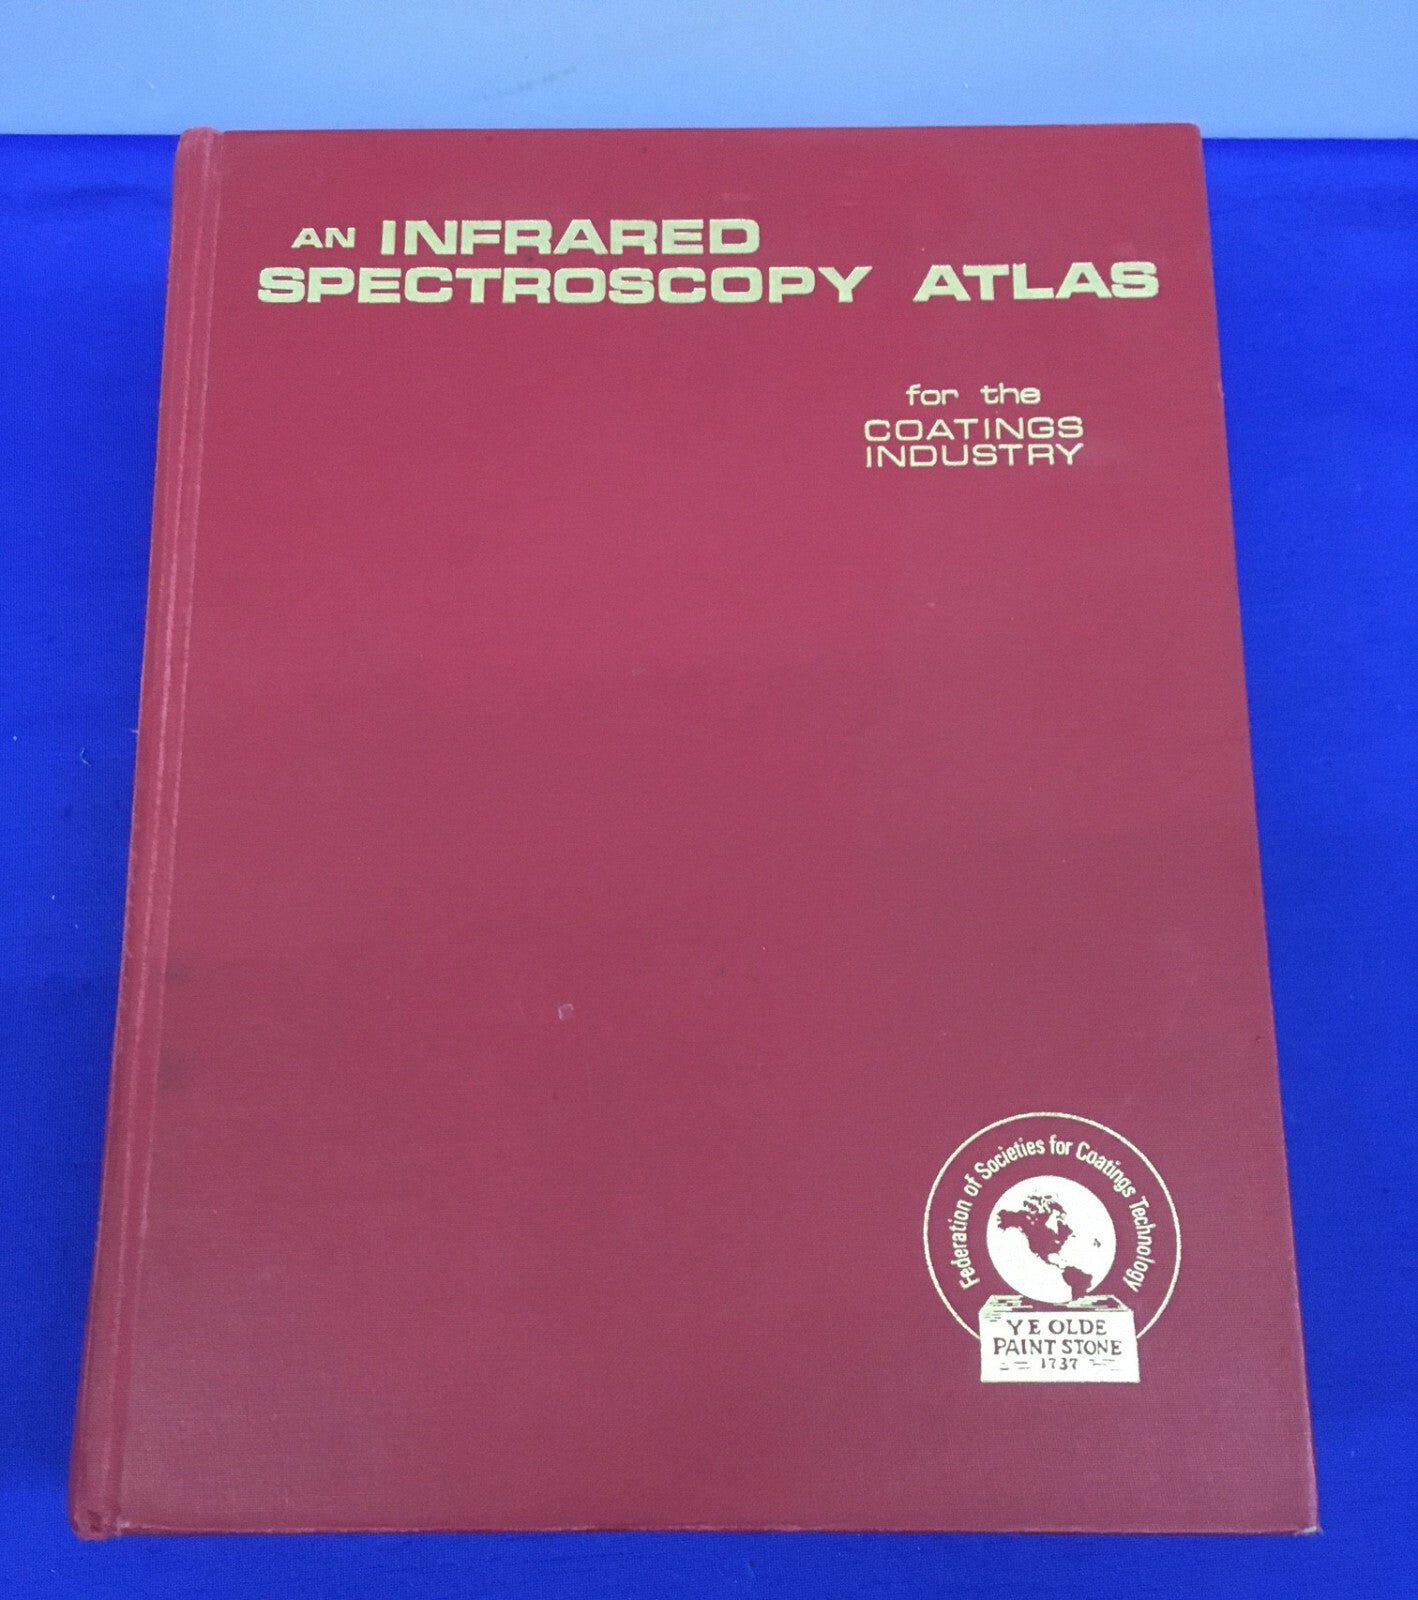 AN INFRARED
SPECTROSCOPY ATLAS
for the
COATINGS
INDUSTRY
Federation of Societies for Coatings Technology
YE OLDE
PAINT STONE
1737